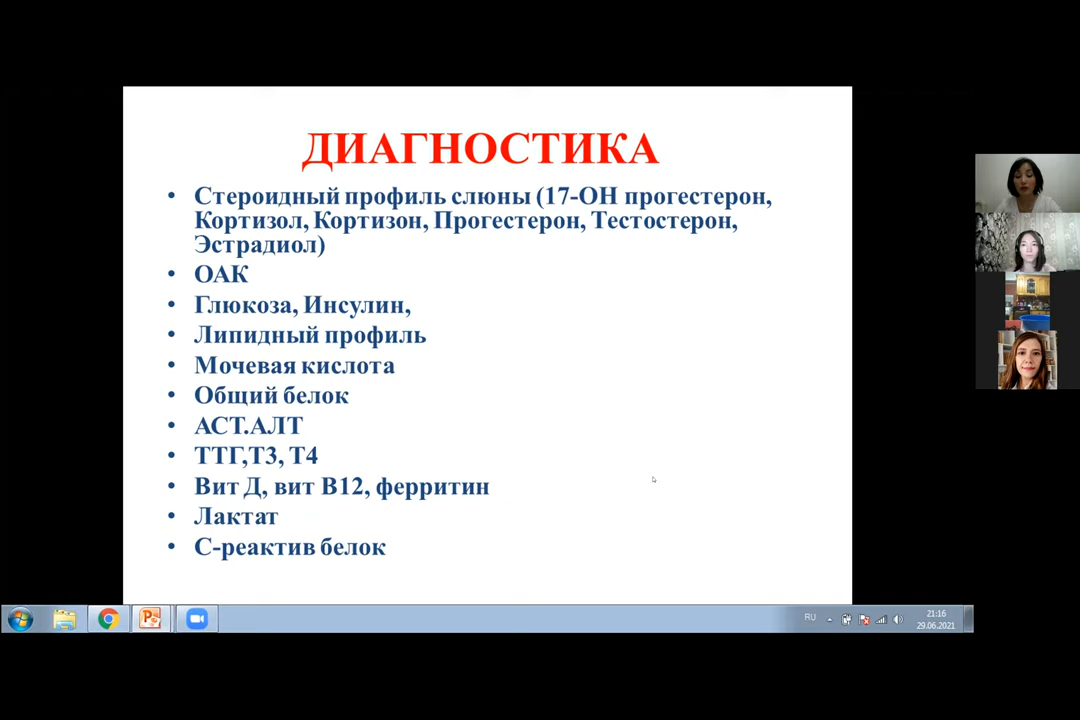 ДИАГНОСТИКА
• Стероидный профиль слюны (17-ОН прогестерон,
Кортизол, Кортизон, Прогестерон, Тестостерон,
Эстрадиол)
• ОАК
• Глюкоза, Инсулин,
• Липидный профиль
• Мочевая кислота
• Общий белок
• АСТ.АЛТ
• ТТГ,Т3, Т4
• Вит Д, вит В12, ферритин
• Лактат
• С-реактив белок
RU
21:16
29.06.2021